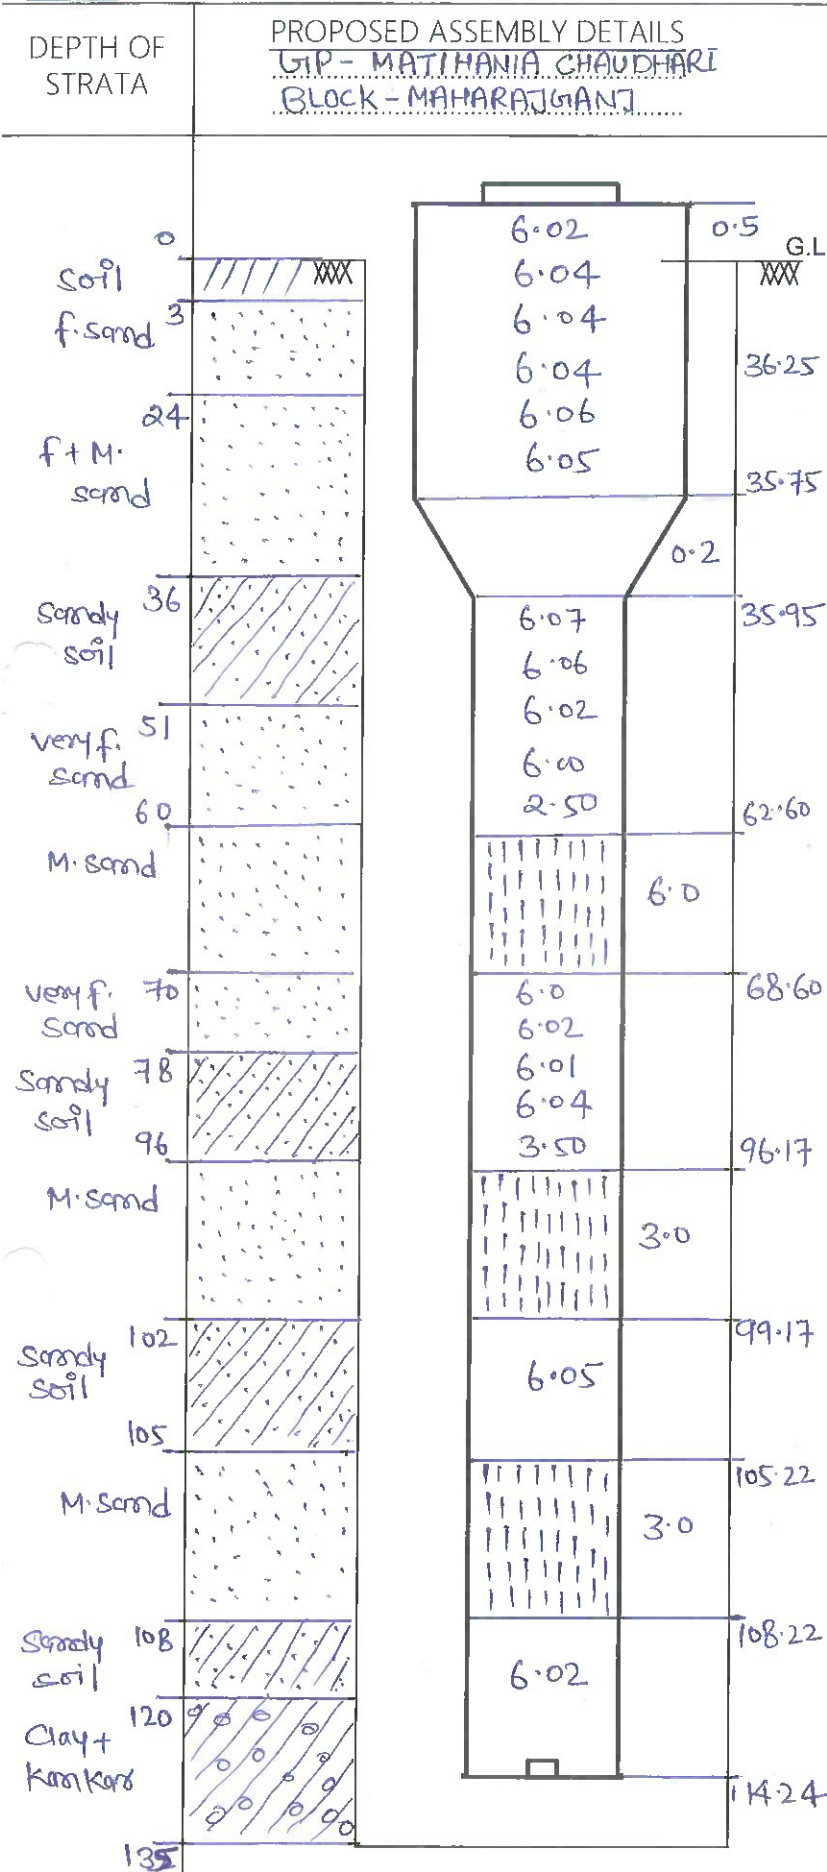 DEPTH OF
STRATA
PROPOSED ASSEMBLY DETAILS
GP - MATIHANIA CHAUDHARI
BLOCK - MAHARAJGANJ
0
Soil
3
f. sand
24
f + M.
sand
36
Sandy
soil
51
very f.
sand
60
M. sand
70
very f.
Sand
78
Sandy
soil
96
M. sand
102
Sandy
soil
105
M. sand
108
Sandy
soil
120
Clay +
Kankar
135
6.02
6.04
6.04
6.04
6.06
6.05
0.5
G.L
36.25
35.75
0.2
35.95
6.07
6.06
6.02
6.00
2.50
62.60
6.0
68.60
6.0
6.02
6.01
6.04
3.50
96.17
3.0
99.17
6.05
105.22
3.0
108.22
6.02
114.24